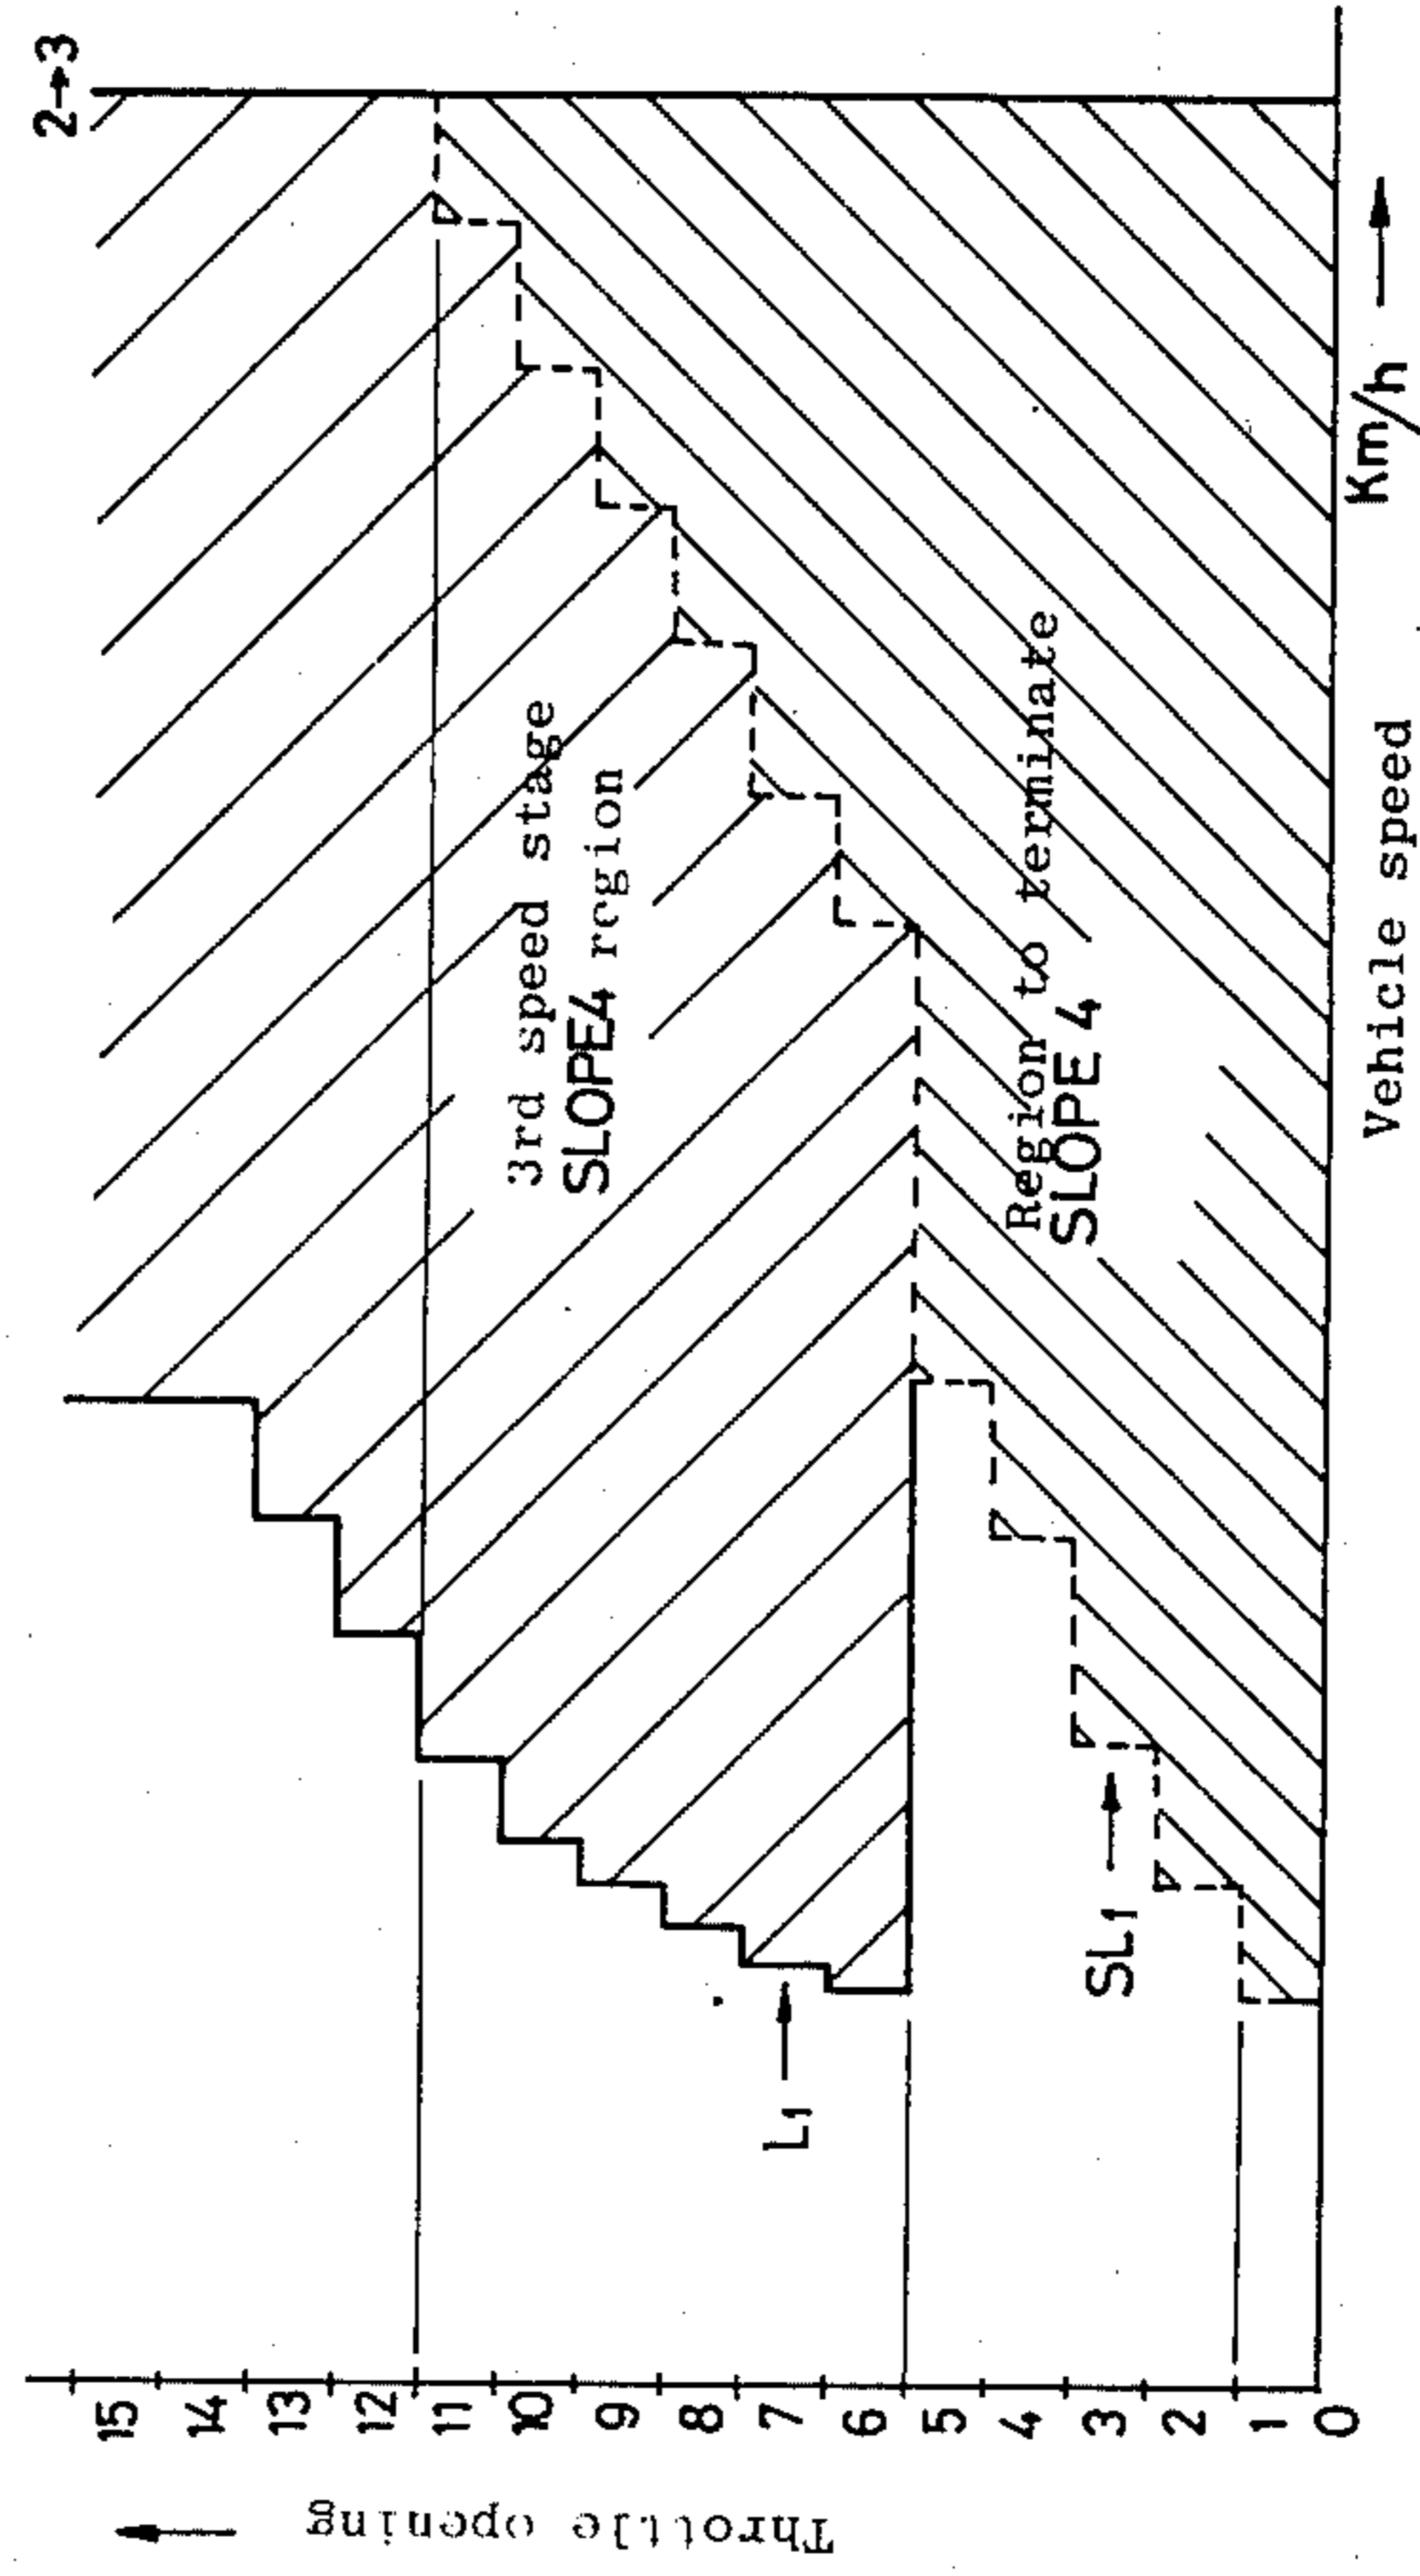 2→3
3rd speed stage
SLOPE4 region
Region to terminate
SLOPE 4
L1
SL1
Throttle opening
15
14
13
12
11
10
9
8
7
6
5
4
3
2
1
0
Km/h
Vehicle speed